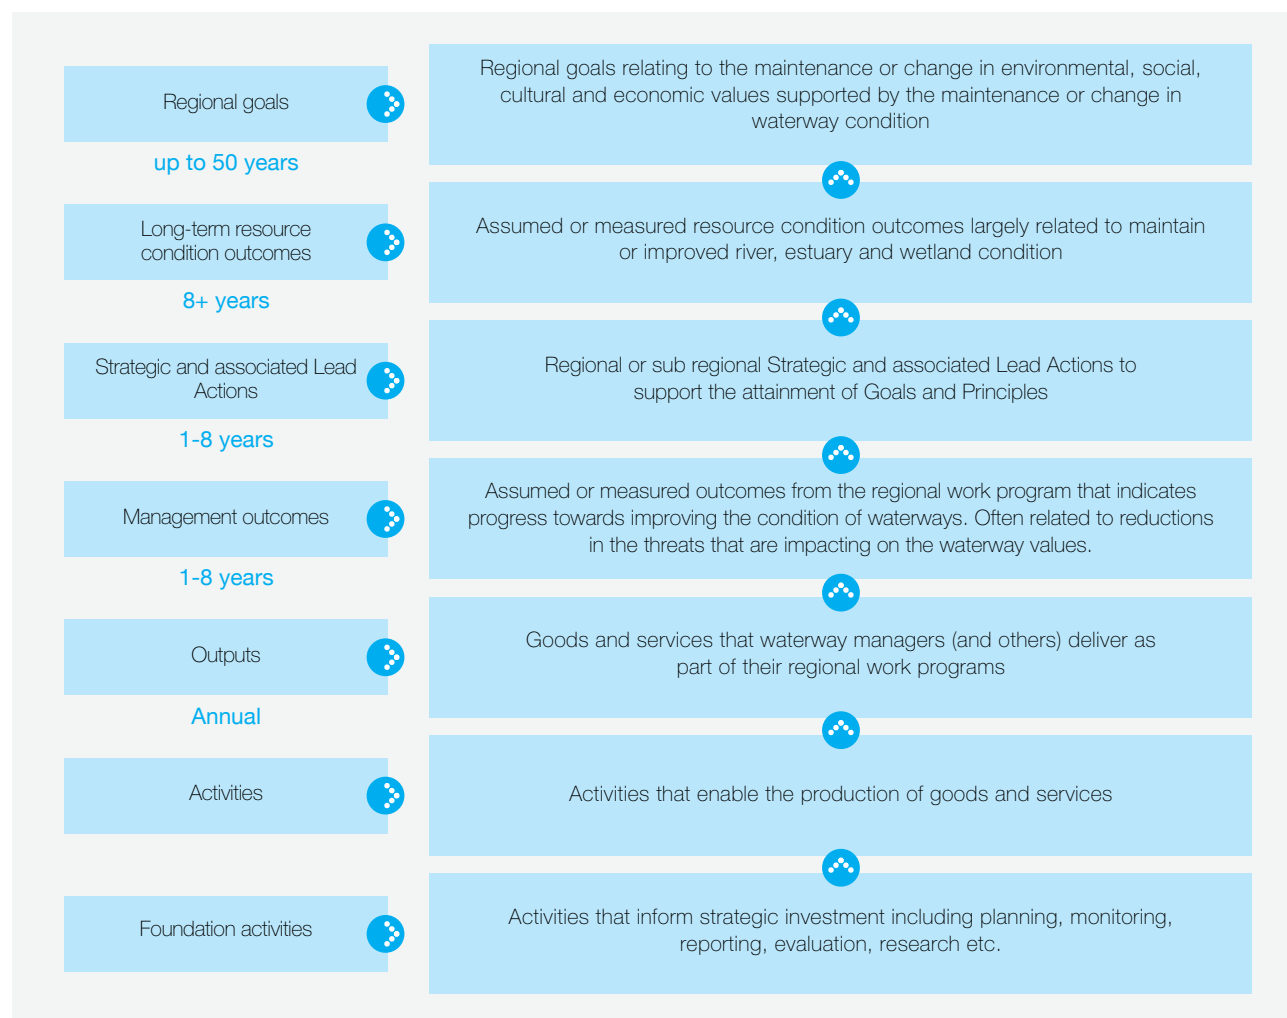 Regional goals
up to 50 years
Regional goals relating to the maintenance or change in environmental, social,
cultural and economic values supported by the maintenance or change in
waterway condition
Long-term resource
condition outcomes
8+ years
Assumed or measured resource condition outcomes largely related to maintain
or improved river, estuary and wetland condition
Strategic and associated Lead
Actions
1-8 years
Regional or sub regional Strategic and associated Lead Actions to
support the attainment of Goals and Principles
Management outcomes
1-8 years
Assumed or measured outcomes from the regional work program that indicates
progress towards improving the condition of waterways. Often related to reductions
in the threats that are impacting on the waterway values.
Outputs
Annual
Goods and services that waterway managers (and others) deliver as
part of their regional work programs
Activities
Activities that enable the production of goods and services
Foundation activities
Activities that inform strategic investment including planning, monitoring,
reporting, evaluation, research etc.